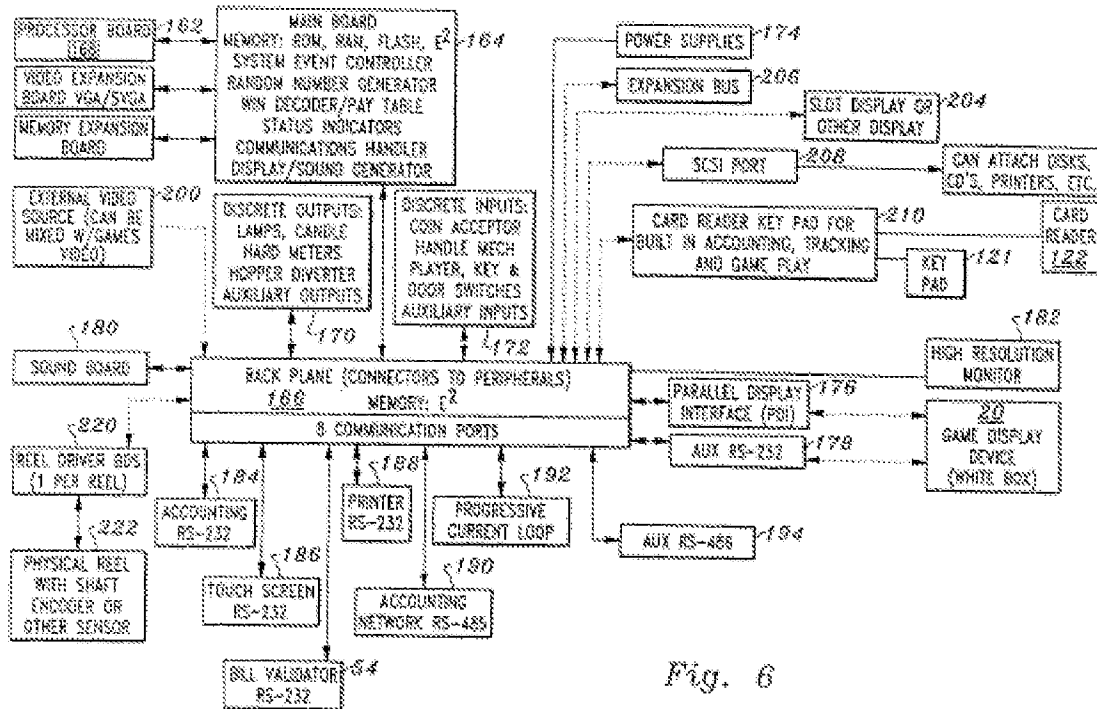 PROCESSOR BOARD
168
162
VIDEO EXPANSION
BOARD VGA/SVGA
MEMORY EXPANSION
BOARD
MAIN BOARD
MEMORY: ROM, RAM, FLASH, E²
SYSTEM EVENT CONTROLLER
RANDOM NUMBER GENERATOR
WIN DECODER/PAY TABLE
STATUS INDICATORS
COMMUNICATIONS HANDLER
DISPLAY/SOUND GENERATOR
164
POWER SUPPLIES
174
EXPANSION BUS
206
SLOT DISPLAY OR
OTHER DISPLAY
204
SCSI PORT
208
CAN ATTACH DISKS,
CD'S, PRINTERS, ETC.
EXTERNAL VIDEO
SOURCE (CAN BE
MIXED W/GAMES
VIDEO)
200
DISCRETE OUTPUTS:
LAMPS, CANDLE
HARD METERS
HOPPER DIVERTER
AUXILIARY OUTPUTS
170
DISCRETE INPUTS:
COIN ACCEPTOR
HANDLE MECH
PLAYER, KEY &
DOOR SWITCHES
AUXILIARY INPUTS
172
CARD READER KEY PAD FOR
BUILT IN ACCOUNTING, TRACKING
AND GAME PLAY
210
CARD
READER
122
KEY
PAD
121
180
SOUND BOARD
BACK PLANE (CONNECTORS TO PERIPHERALS)
166
MEMORY: E²
8 COMMUNICATION PORTS
182
HIGH RESOLUTION
MONITOR
PARALLEL DISPLAY
INTERFACE (PDI)
176
AUX RS-232
178
20
GAME DISPLAY
DEVICE
(WHITE BOX)
220
REEL DRIVER BDS
(1 PER REEL)
222
PHYSICAL REEL
WITH SHAFT
ENCODER OR
OTHER SENSOR
184
ACCOUNTING
RS-232
186
TOUCH SCREEN
RS-232
188
PRINTER
RS-232
190
ACCOUNTING
NETWORK RS-485
192
PROGRESSIVE
CURRENT LOOP
AUX RS-488
194
BILL VALIDATOR
RS-232
54
Fig. 6